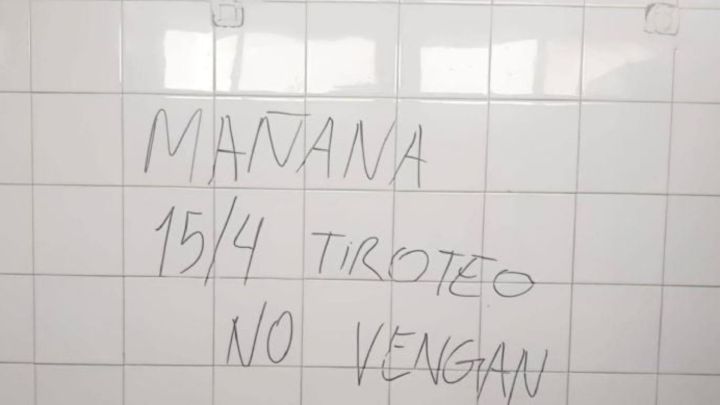 MAÑANA
15/4 TiROTEO
NO VENGAN